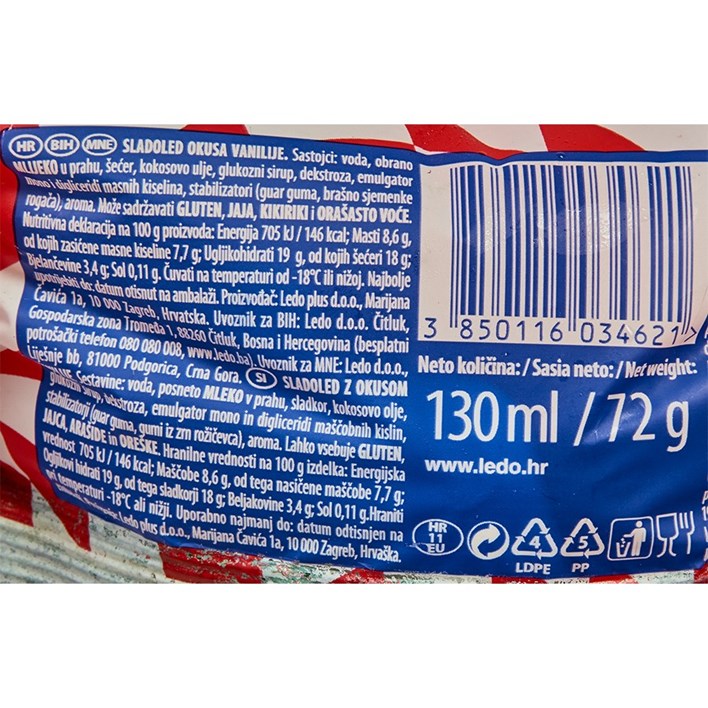 HR BIH MNE SLADOLED OKUSA VANILIJE. Sastojci: voda, obrano
MLIJEKO u prahu, šećer, kokosovo ulje, glukozni sirup, dekstroza, emulgator
mono i digliceridi masnih kiselina, stabilizatori (guar guma, brašno sjemenke
rogača), aroma. Može sadržavati GLUTEN, JAJA, KIKIRIKI i ORAŠASTO VOĆE.
Nutritivna deklaracija na 100 g proizvoda: Energija 705 kJ / 146 kcal; Masti 8,6 g,
od kojih zasićene masne kiseline 7,7 g; Ugljikohidrati 19 g, od kojih šećeri 18 g;
Bjelančevine 3,4 g; Sol 0,11 g. Čuvati na temperaturi od -18°C ili nižoj. Najbolje
upotrijebiti do: datum otisnut na ambalaži. Proizvođač: Ledo plus d.o.o., Marijana
Čavića 1a, 10 000 Zagreb, Hrvatska. Uvoznik za BIH: Ledo d.o.o. Čitluk,
Gospodarska zona Tromeđa 1, 88260 Čitluk, Bosna i Hercegovina (besplatni
potrošački telefon 080 080 008, www.ledo.ba). Uvoznik za MNE: Ledo d.o.o.,
Liješnje bb, 81000 Podgorica, Crna Gora. SI SLADOLED Z OKUSOM
Sestavine: voda, posneto MLEKO v prahu, sladkor, kokosovo olje,
glukozni sirup, dekstroza, emulgator mono in digliceridi maščobnih kislin,
stabilizatorji (guar guma, gumi iz zrn rožičevca), aroma. Lahko vsebuje GLUTEN,
JAJCA, ARAŠIDE in OREŠKE. Hranilne vrednosti na 100 g izdelka: Energijska
vrednost 705 kJ / 146 kcal; Maščobe 8,6 g, od tega nasičene maščobe 7,7 g;
Ogljikovi hidrati 19 g, od tega sladkorji 18 g; Beljakovine 3,4 g; Sol 0,11 g. Hraniti
pri temperaturi -18°C ali nižji. Uporabno najmanj do: datum odtisnjen na
Ledo plus d.o.o., Marijana Čavića 1a, 10 000 Zagreb, Hrvaška.
3 850116 034621 >
Neto količina: / Sasia neto: / Net weight:
130 ml / 72 g
www.ledo.hr
HR
11
EU
4
LDPE
5
PP